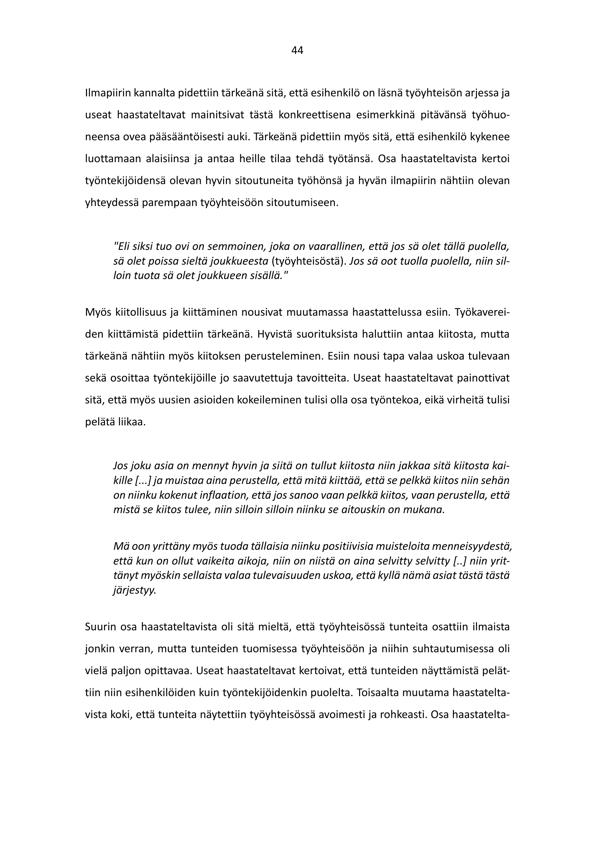 44
Ilmapiirin kannalta pidettiin tärkeänä sitä, että esihenkilö on läsnä työyhteisön arjessa ja
useat haastateltavat mainitsivat tästä konkreettisena esimerkkinä pitävänsä työhuo-
neensa ovea pääsääntöisesti auki. Tärkeänä pidettiin myös sitä, että esihenkilö kykenee
luottamaan alaisiinsa ja antaa heille tilaa tehdä työtänsä. Osa haastateltavista kertoi
työntekijöidensä olevan hyvin sitoutuneita työhönsä ja hyvän ilmapiirin nähtiin olevan
yhteydessä parempaan työyhteisöön sitoutumiseen.
"Eli siksi tuo ovi on semmoinen, joka on vaarallinen, että jos sä olet tällä puolella,
sä olet poissa sieltä joukkueesta (työyhteisöstä). Jos sä oot tuolla puolella, niin sil-
loin tuota sä olet joukkueen sisällä."
Myös kiitollisuus ja kiittäminen nousivat muutamassa haastattelussa esiin. Työkaverei-
den kiittämistä pidettiin tärkeänä. Hyvistä suorituksista haluttiin antaa kiitosta, mutta
tärkeänä nähtiin myös kiitoksen perusteleminen. Esiin nousi tapa valaa uskoa tulevaan
sekä osoittaa työntekijöille jo saavutettuja tavoitteita. Useat haastateltavat painottivat
sitä, että myös uusien asioiden kokeileminen tulisi olla osa työntekoa, eikä virheitä tulisi
pelätä liikaa.
Jos joku asia on mennyt hyvin ja siitä on tullut kiitosta niin jakkaa sitä kiitosta kai-
kille [...] ja muistaa aina perustella, että mitä kiittää, että se pelkkä kiitos niin sehän
on niinku kokenut inflaation, että jos sanoo vaan pelkkä kiitos, vaan perustella, että
mistä se kiitos tulee, niin silloin silloin niinku se aitouskin on mukana.
Mä oon yrittäny myös tuoda tällaisia niinku positiivisia muisteloita menneisyydestä,
että kun on ollut vaikeita aikoja, niin on niistä on aina selvitty selvitty [..] niin yrit-
tänyt myöskin sellaista valaa tulevaisuuden uskoa, että kyllä nämä asiat tästä tästä
järjestyy.
Suurin osa haastateltavista oli sitä mieltä, että työyhteisössä tunteita osattiin ilmaista
jonkin verran, mutta tunteiden tuomisessa työyhteisöön ja niihin suhtautumisessa oli
vielä paljon opittavaa. Useat haastateltavat kertoivat, että tunteiden näyttämistä pelät-
tiin niin esihenkilöiden kuin työntekijöidenkin puolelta. Toisaalta muutama haastatelta-
vista koki, että tunteita näytettiin työyhteisössä avoimesti ja rohkeasti. Osa haastatelta-